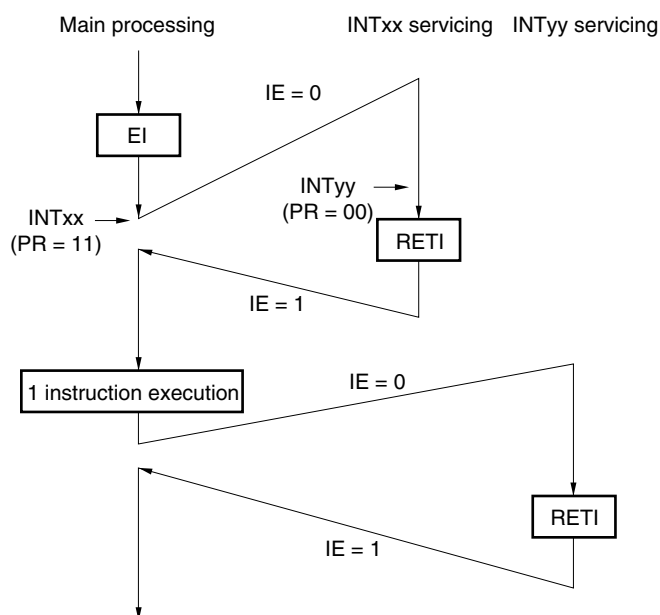 Main processing
INTxx servicing
INTyy servicing
IE = 0
EI
INTyy
(PR = 00)
INTxx
(PR = 11)
RETI
IE = 1
1 instruction execution
IE = 0
RETI
IE = 1